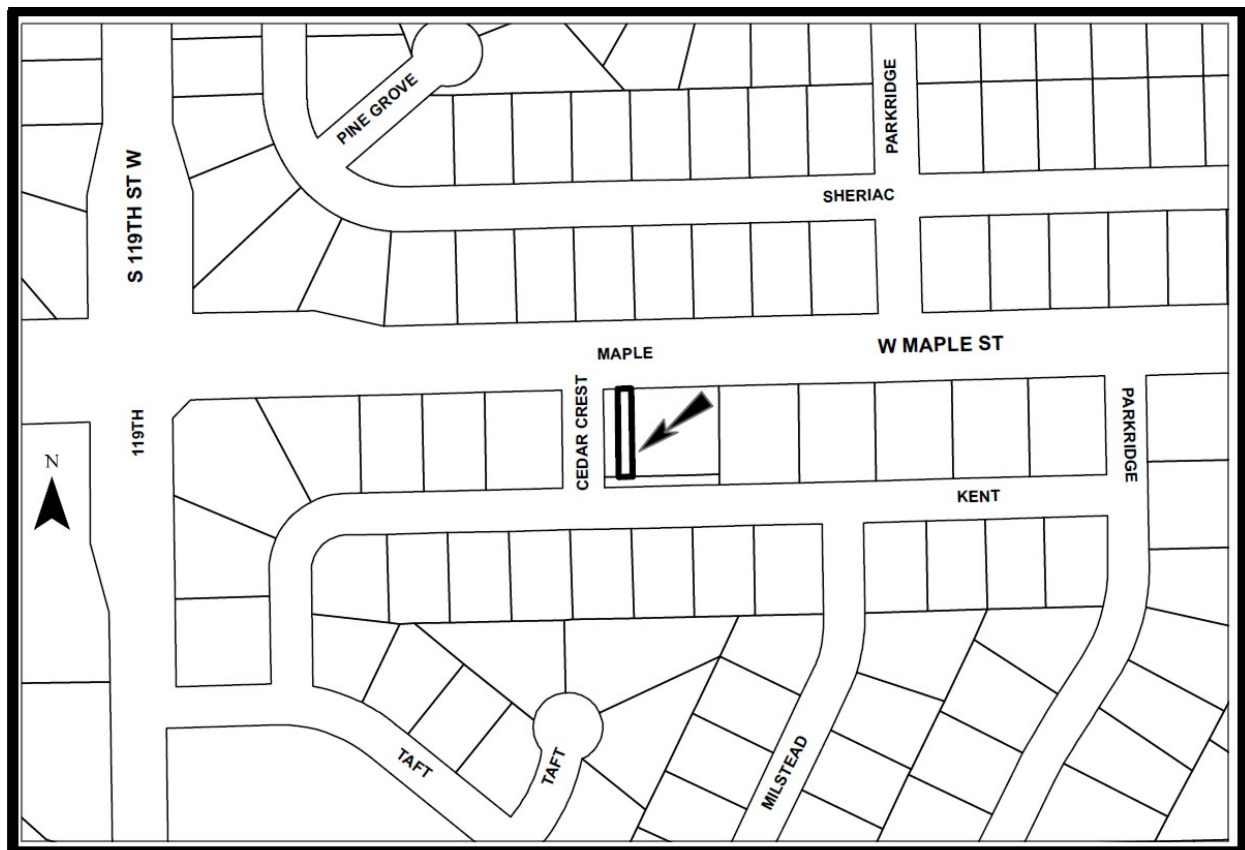 PINE GROVE
PARKRIDGE
S 119TH ST W
SHERIAC
MAPLE
W MAPLE ST
CEDAR CREST
PARKRIDGE
119TH
N
KENT
TAFT
TAFT
MILSTEAD